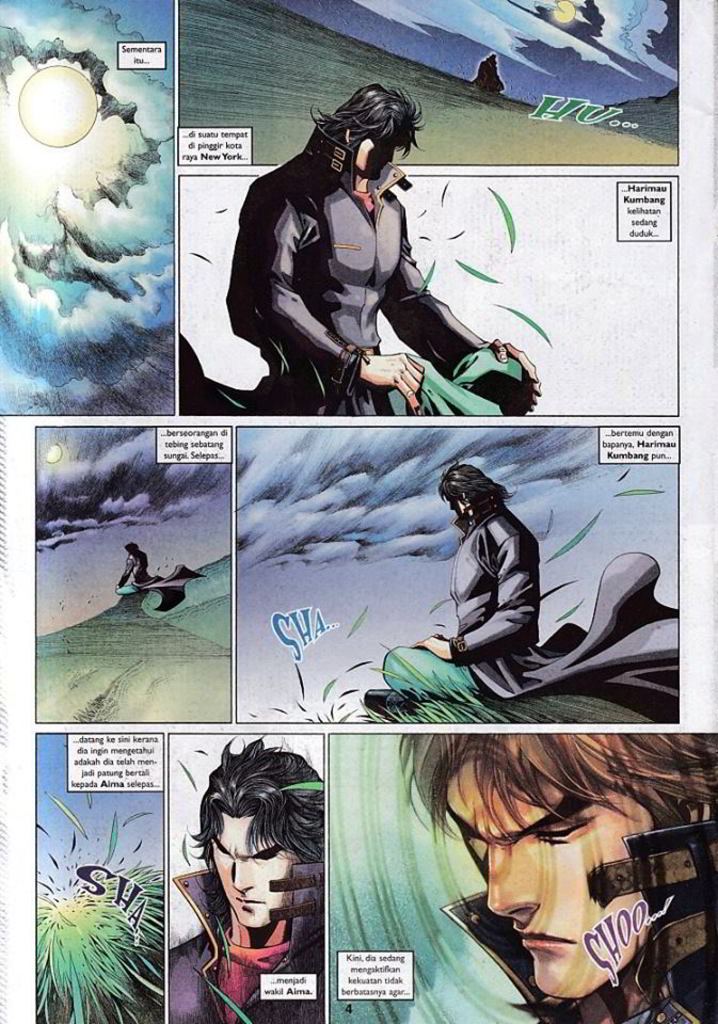 Sementara
itu...
...di suatu tempat
di pinggir kota
raya New York...
HU...
...Harimau
Kumbang
kelihatan
sedang
duduk...
...berseorangan di
tebing sebatang
sungai. Selepas...
...bertemu dengan
bapanya, Harimau
Kumbang pun...
SHA...
...datang ke sini kerana
dia ingin mengetahui
adakah dia telah men-
jadi patung bertali
kepada Aima selepas...
SHA..
...menjadi
wakil Aima.
Kini, dia sedang
mengaktifkan
kekuatan tidak
berbatasnya agar...
SHOO...!
4